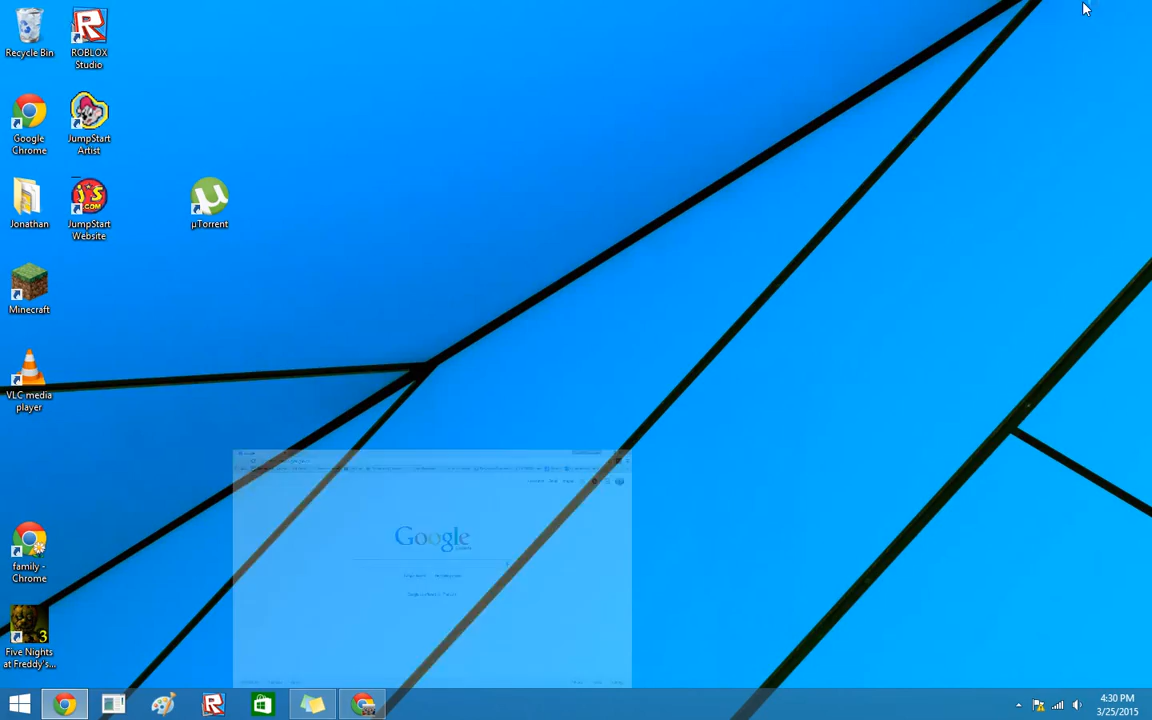 Recycle Bin
ROBLOX
Studio
Google
Chrome
JumpStart
Artist
Jonathan
JumpStart
Website
µTorrent
Minecraft
VLC media
player
Google
family -
Chrome
3
Five Nights
at Freddy's...
4:30 PM
3/25/2015